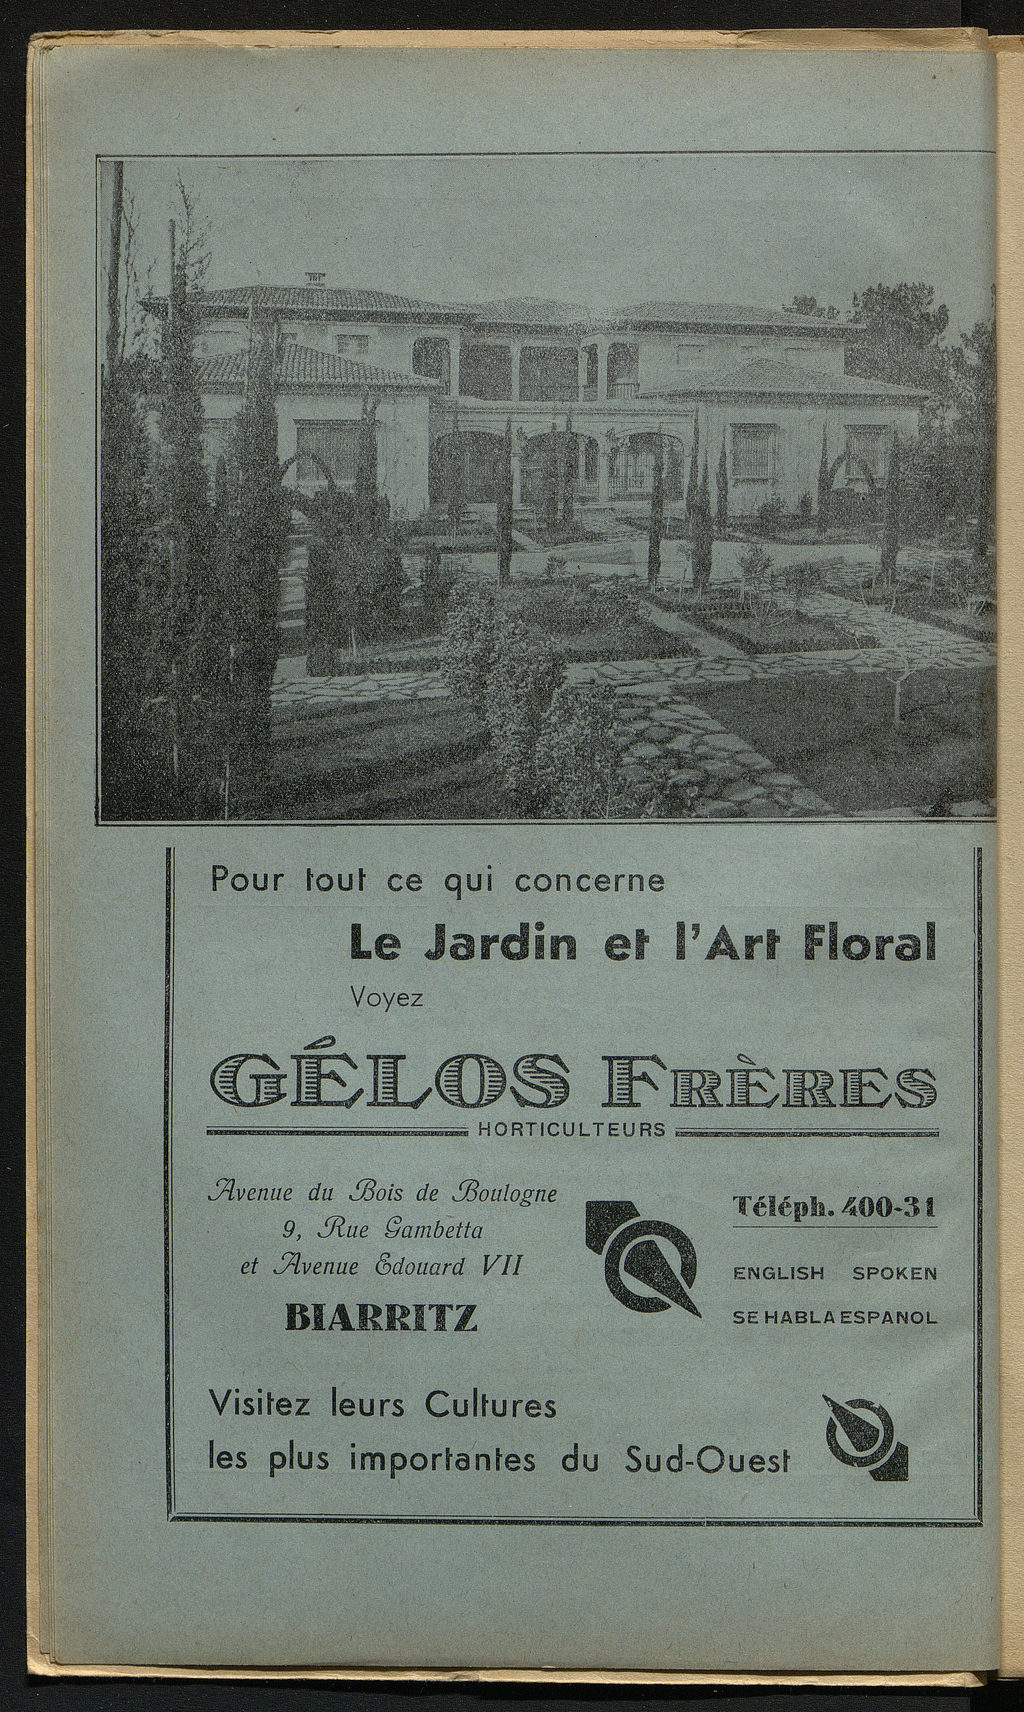 Pour tout ce qui concerne
Le Jardin et l'Art Floral
Voyez
GÉLOS FRÈRES
HORTICULTEURS
Avenue du Bois de Boulogne
9, Rue Gambetta
et Avenue Edouard VII
BIARRITZ
Téléph. 400-31
ENGLISH SPOKEN
SE HABLA ESPANOL
Visitez leurs Cultures
les plus importantes du Sud-Ouest